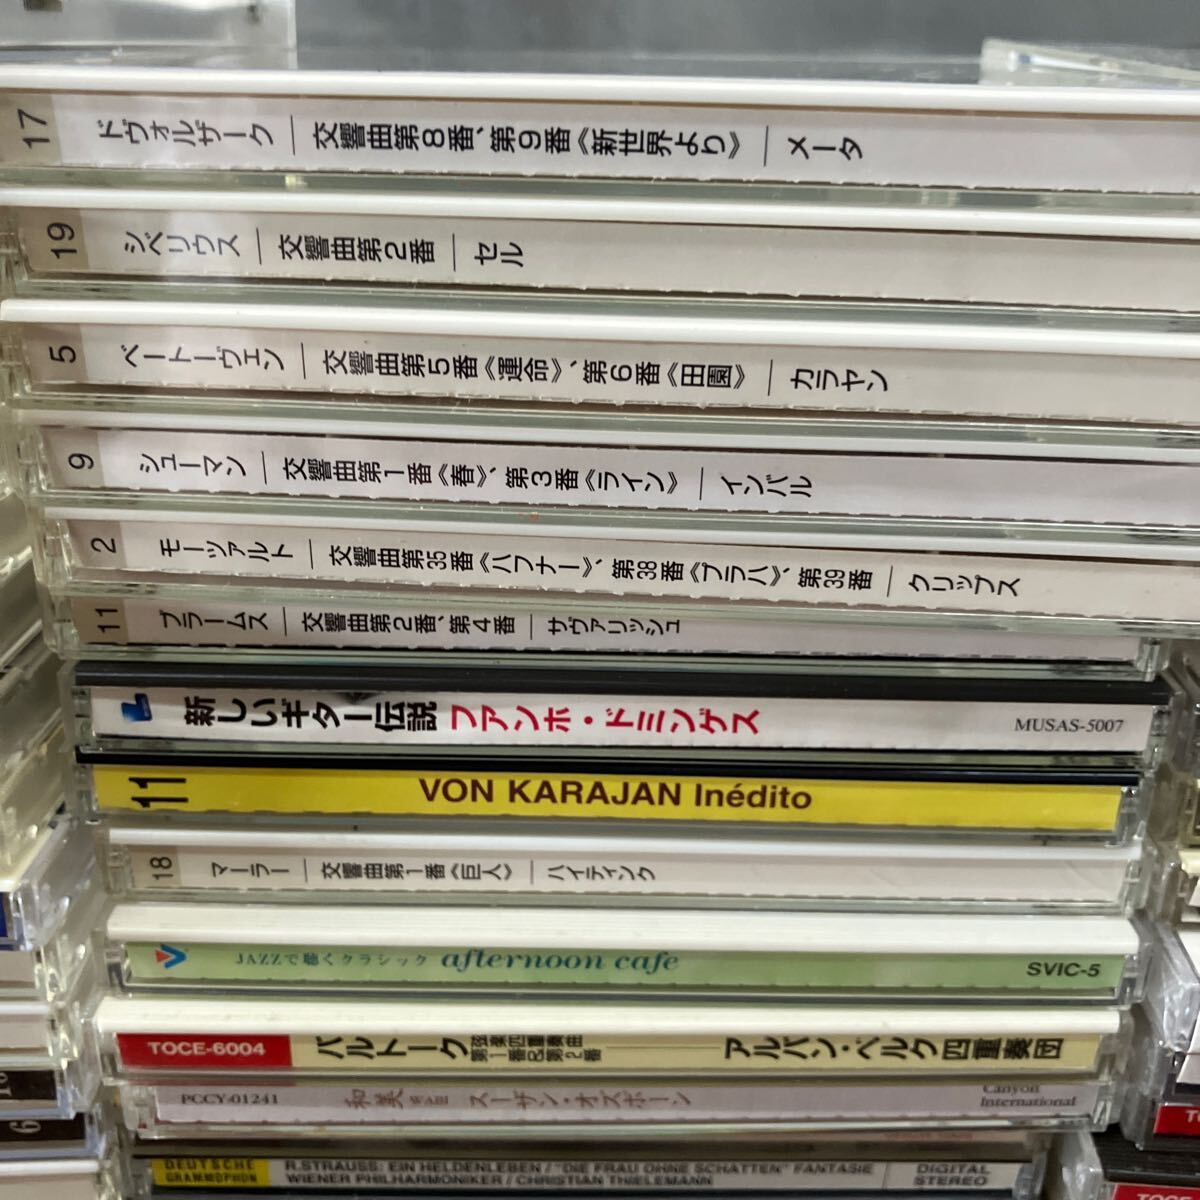 17 ドヴォルザーク | 交響曲第8番、第9番《新世界より》 | メータ
19 シベリウス | 交響曲第2番 | セル
5 ベートーヴェン | 交響曲第5番《運命》、第6番《田園》 | カラヤン
9 シューマン | 交響曲第1番《春》、第3番《ライン》 | インバル
2 モーツァルト | 交響曲第35番《ハフナー》、第38番《プラハ》、第39番 | クリップス
11 ブラームス | 交響曲第2番、第4番 | サヴァリッシュ
新しいギター伝説 ファンホ・ドミンゲス MUSAS-5007
11 VON KARAJAN Inédito
18 マーラー | 交響曲第1番《巨人》 | ハイティンク
JAZZで聴くクラシック afternoon cafe SVIC-5
TOCE-6004 バルトーク 弦楽四重奏曲 第1番&第2番 アルバン・ベルク四重奏団
PCCY-01241 和美 WABI スーザン・オズボーン Canyon International
DEUTSCHE GRAMMOPHON R.STRAUSS: EIN HELDENLEBEN / "DIE FRAU OHNE SCHATTEN" FANTASIE DIGITAL
WIENER PHILHARMONIKER / CHRISTIAN THIELEMANN STEREO